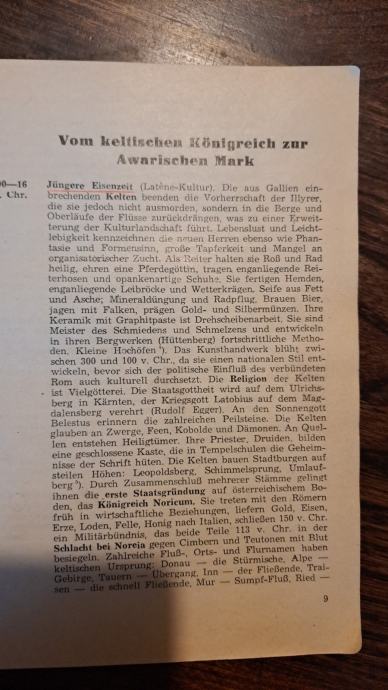 Vom keltischen Königreich zur
Awarischen Mark
00—16
. Chr.
Jüngere Eisenzeit (Latène-Kultur). Die aus Gallien ein-
brechenden Kelten beenden die Vorherrschaft der Illyrer,
die sie jedoch nicht ausmorden, sondern in die Berge und
Oberläufe der Flüsse zurückdrängen, was zu einer Erweit-
terung der Kulturlandschaft führt. Lebenslust und Leicht-
lebigkeit kennzeichnen die neuen Herren ebenso wie Phan-
tasie und Formensinn, große Tapferkeit und Mangel an
organisatorischer Zucht. Als Reiter halten sie Roß und Rad
heilig, ehren eine Pferdegöttin, tragen enganliegende Rei-
terhosen und opankenartige Schuhe. Sie fertigen Hemden,
enganliegende Leibröcke und Wetterkrägen, Seife aus Fett
und Asche; Mineraldüngung und Radpflug. Brauen Bier,
jagen mit Falken, prägen Gold- und Silbermünzen. Ihre
Keramik mit Graphitpaste ist Drehscheibenarbeit. Sie sind
Meister des Schmiedens und Schmelzens und entwickeln
in ihren Bergwerken (Hüttenberg) fortschrittliche Metho-
den. Kleine Hochöfen ⁴). Das Kunsthandwerk blüht zwi-
schen 300 und 100 v. Chr., da sie einen nationalen Stil ent-
wickeln, bevor sich der politische Einfluß des verbündeten
Rom auch kulturell durchsetzt. Die Religion der Kelten
ist Vielgötterei. Die Staatsgottheit wird auf dem Ulrichs-
berg in Kärnten, der Kriegsgott Latobius auf dem Mag-
dalensberg verehrt (Rudolf Egger). An den Sonnengott
Belestus erinnern die zahlreichen Peilsteine. Die Kelten
glauben an Zwerge, Feen, Kobolde und Dämonen. An Quel-
len entstehen Heiligtümer. Ihre Priester, Druiden, bilden
eine geschlossene Kaste, die in Tempelschulen die Geheim-
nisse der Schrift hüten. Die Kelten bauen Stadtburgen auf
steilen Höhen: Leopoldsberg, Schimmelsprung, Umlauf-
berg ⁵). Durch Zusammenschluß mehrerer Stämme gelingt
ihnen die erste Staatsgründung auf österreichischem Bo-
den, das Königreich Noricum. Sie treten mit den Römern
früh in wirtschaftliche Beziehungen, liefern Gold, Eisen,
Erze, Loden, Felle, Honig nach Italien, schließen 150 v. Chr.
ein Militärbündnis, das beide Teile 113 v. Chr. in der
Schlacht bei Noreia gegen Cimbern und Teutonen mit Blut
besiegeln. Zahlreiche Fluß-, Orts- und Flurnamen haben
keltischen Ursprung: Donau — die Stürmische, Alpe —
Gebirge, Tauern — Übergang, Inn — der Fließende, Trai-
sen — die schnell Fließende, Mur — Sumpf-Fluß, Ried —
9